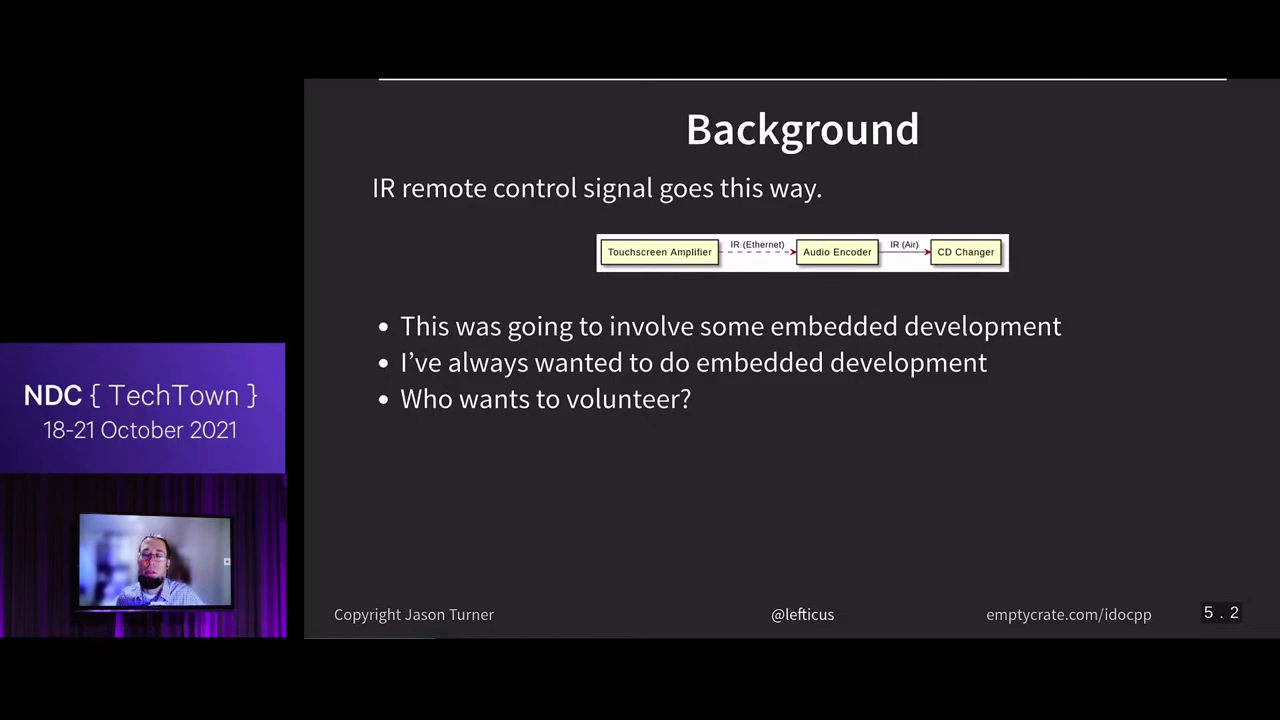 Background
IR remote control signal goes this way.
Touchscreen Amplifier
IR (Ethernet)
Audio Encoder
IR (Air)
CD Changer
• This was going to involve some embedded development
• I’ve always wanted to do embedded development
• Who wants to volunteer?
NDC { TechTown }
18-21 October 2021
Copyright Jason Turner
@lefticus
emptycrate.com/idocpp
5 . 2